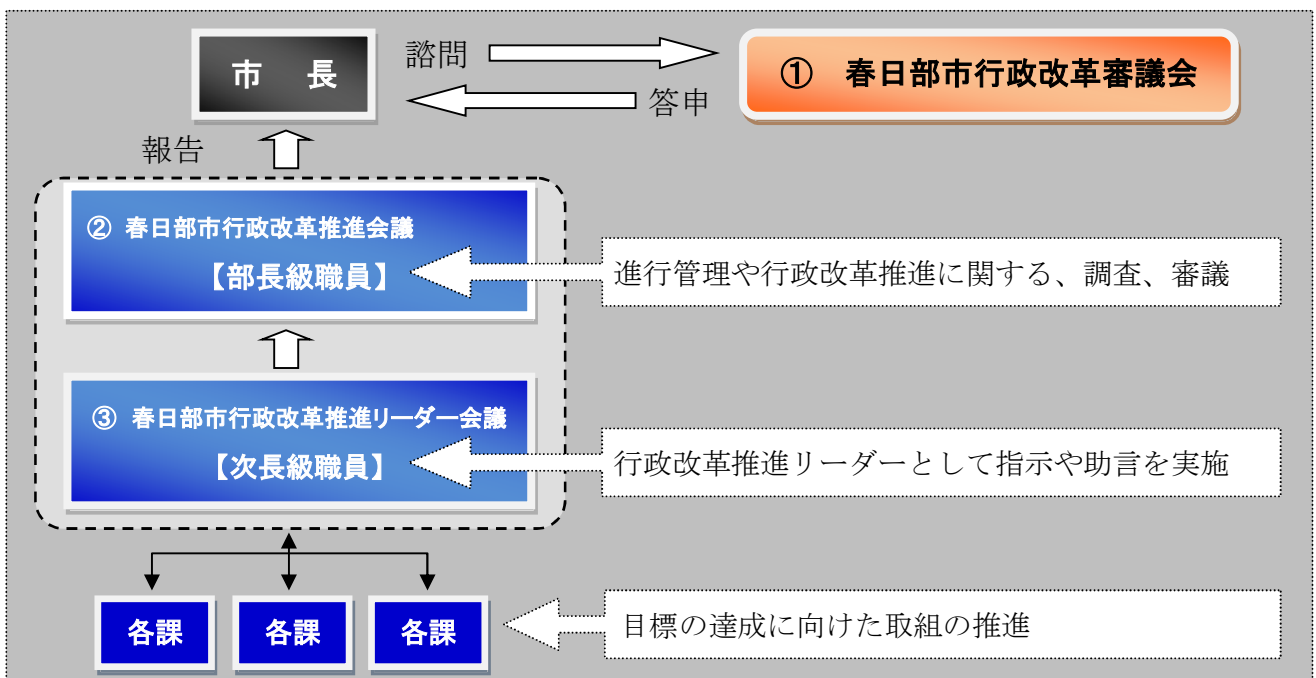 市　長
諮問
① 春日部市行政改革審議会
答申
報告
② 春日部市行政改革推進会議
【部長級職員】
進行管理や行政改革推進に関する、調査、審議
③ 春日部市行政改革推進リーダー会議
【次長級職員】
行政改革推進リーダーとして指示や助言を実施
各課
各課
各課
目標の達成に向けた取組の推進